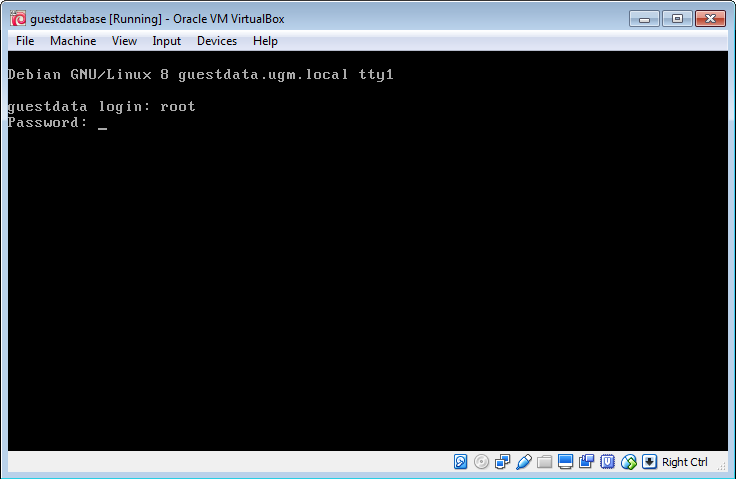 guestdatabase [Running] - Oracle VM VirtualBox
File Machine View Input Devices Help
Debian GNU/Linux 8 guestdata.ugm.local tty1
guestdata login: root
Password: _
Right Ctrl